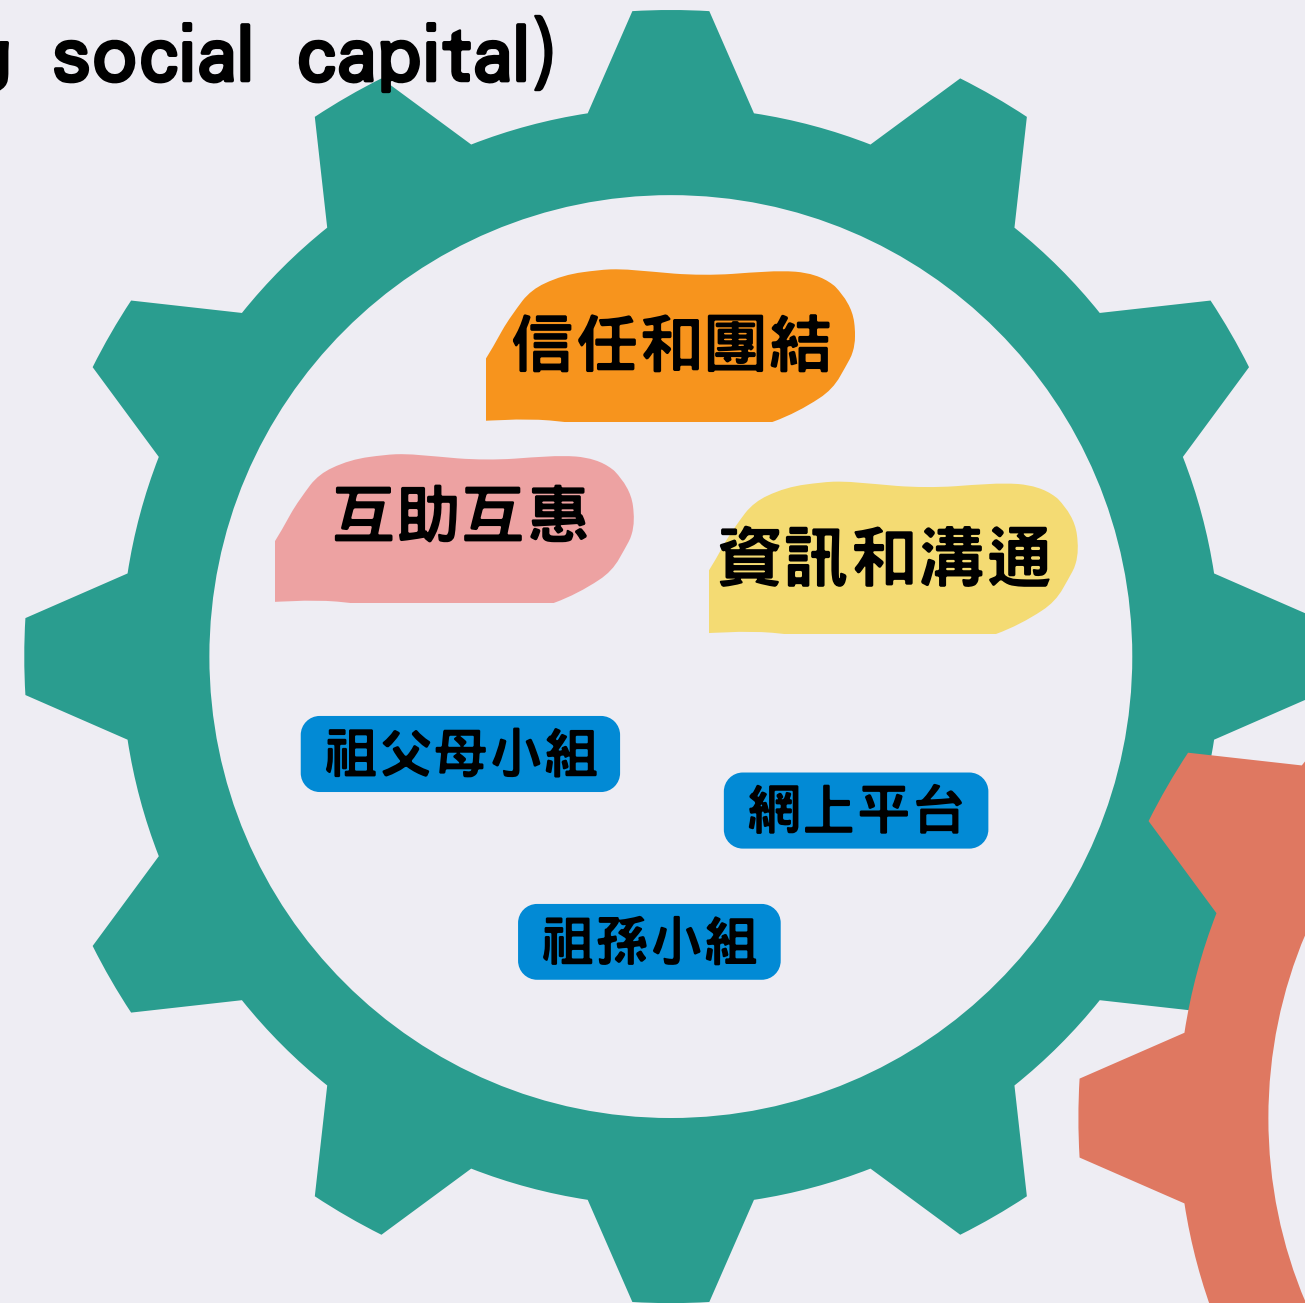 social capital)
信任和團結
互助互惠
資訊和溝通
祖父母小組
網上平台
祖孫小組